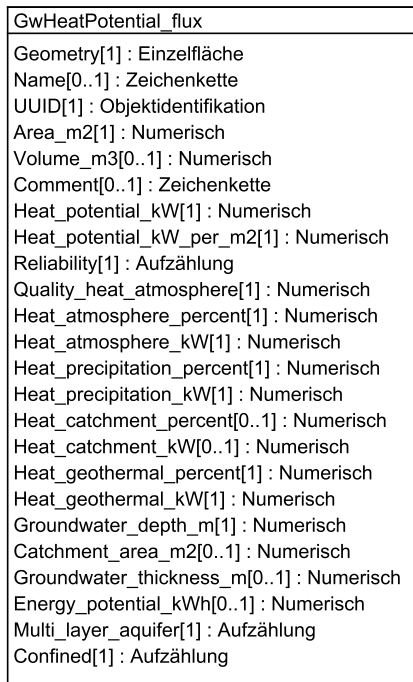 GwHeatPotential_flux
Geometry[1] : Einzelfläche
Name[0..1] : Zeichenkette
UUID[1] : Objektidentifikation
Area_m2[1] : Numerisch
Volume_m3[0..1] : Numerisch
Comment[0..1] : Zeichenkette
Heat_potential_kW[1] : Numerisch
Heat_potential_kW_per_m2[1] : Numerisch
Reliability[1] : Aufzählung
Quality_heat_atmosphere[1] : Numerisch
Heat_atmosphere_percent[1] : Numerisch
Heat_atmosphere_kW[1] : Numerisch
Heat_precipitation_percent[1] : Numerisch
Heat_precipitation_kW[1] : Numerisch
Heat_catchment_percent[0..1] : Numerisch
Heat_catchment_kW[0..1] : Numerisch
Heat_geothermal_percent[1] : Numerisch
Heat_geothermal_kW[1] : Numerisch
Groundwater_depth_m[1] : Numerisch
Catchment_area_m2[0..1] : Numerisch
Groundwater_thickness_m[0..1] : Numerisch
Energy_potential_kWh[0..1] : Numerisch
Multi_layer_aquifer[1] : Aufzählung
Confined[1] : Aufzählung